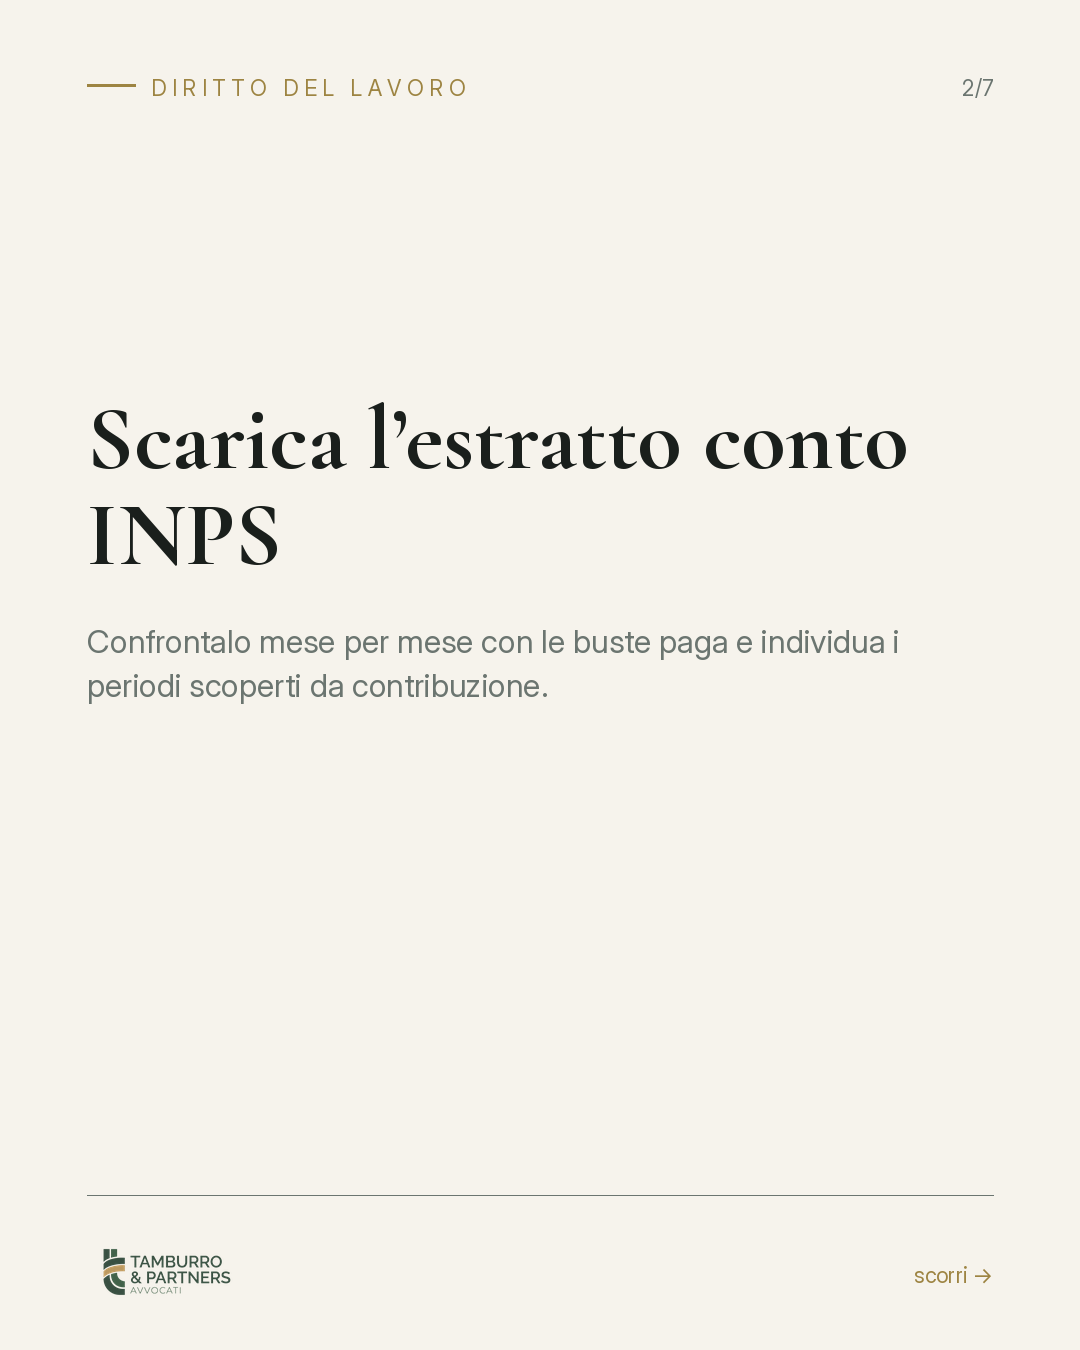 DIRITTO DEL LAVORO
2/7
Scarica l’estratto conto
INPS
Confrontalo mese per mese con le buste paga e individua i
periodi scoperti da contribuzione.
TAMBURRO
& PARTNERS
AVVOCATI
scorri →